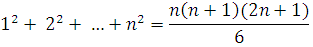 1² + 2² + ...+ n² = n(n + 1)(2n + 1) / 6